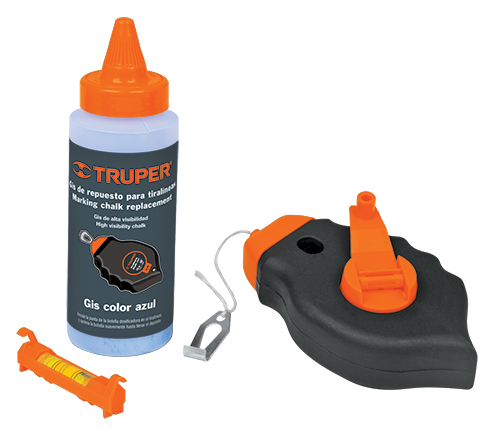 TRUPER®
Gis de repuesto para tiralíneas
Marking chalk replacement
Gis de alta visibilidad
High visibility chalk
Gis color azul